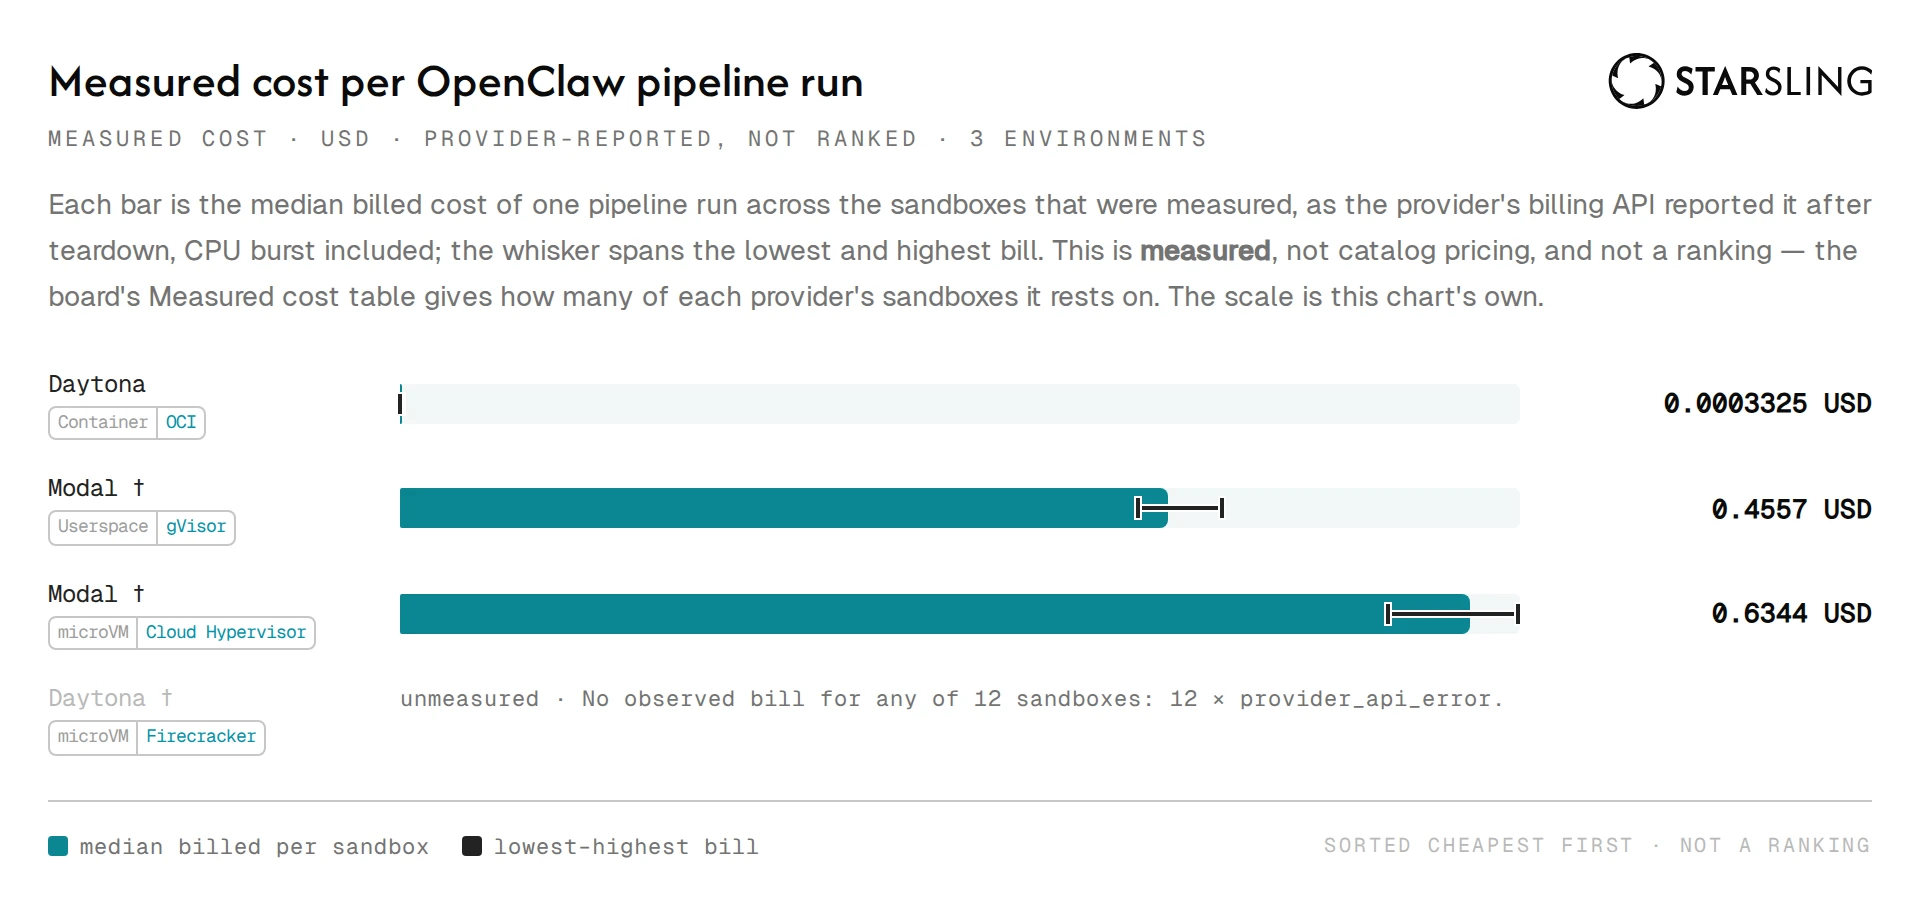 Measured cost per OpenClaw pipeline run
STARSLING
MEASURED COST · USD · PROVIDER-REPORTED, NOT RANKED · 3 ENVIRONMENTS
Each bar is the median billed cost of one pipeline run across the sandboxes that were measured, as the provider's billing API reported it after
teardown, CPU burst included; the whisker spans the lowest and highest bill. This is measured, not catalog pricing, and not a ranking — the
board's Measured cost table gives how many of each provider's sandboxes it rests on. The scale is this chart's own.
Daytona
Container OCI
0.0003325 USD
Modal †
Userspace gVisor
0.4557 USD
Modal †
microVM Cloud Hypervisor
0.6344 USD
Daytona †
microVM Firecracker
unmeasured · No observed bill for any of 12 sandboxes: 12 × provider_api_error.
median billed per sandbox
lowest-highest bill
SORTED CHEAPEST FIRST · NOT A RANKING